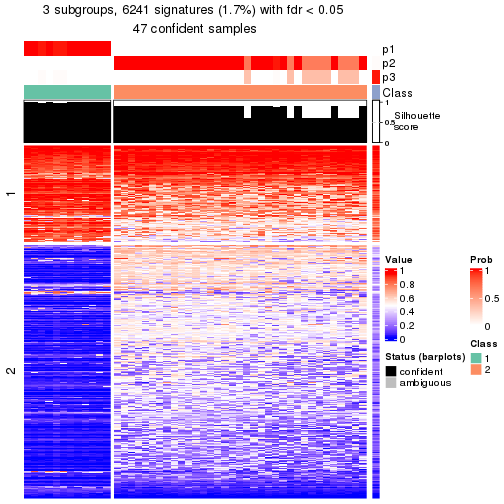 3 subgroups, 6241 signatures (1.7%) with fdr < 0.05
47 confident samples
p1
p2
p3
Class
1
0.5
0
Silhouette
score
1
2
Value
1
0.8
0.6
0.4
0.2
0
Status (barplots)
confident
ambiguous
Prob
1
0.5
0
Class
1
2